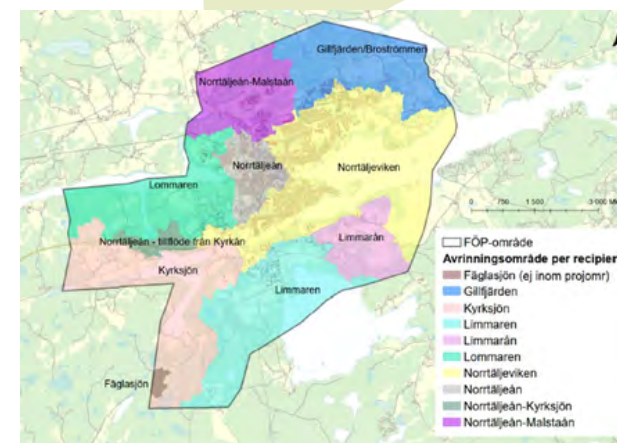 Gillfjärden/Broströmmen
Norrtäljeån-Malstaån
Norrtäljeån
Norrtäljeviken
Lommaren
Norrtäljeån - tillflöde från Kyrkån
Limmarån
Kyrksjön
Limmaren
Fäglasjön
0 750 1 500 3 000
FÖP-område
Avrinningsområde per recipien
Fäglasjön (ej inom projomr)
Gillfjärden
Kyrksjön
Limmaren
Limmarån
Lommaren
Norrtäljeviken
Norrtäljeån
Norrtäljeån-Kyrksjön
Norrtäljeån-Malstaån